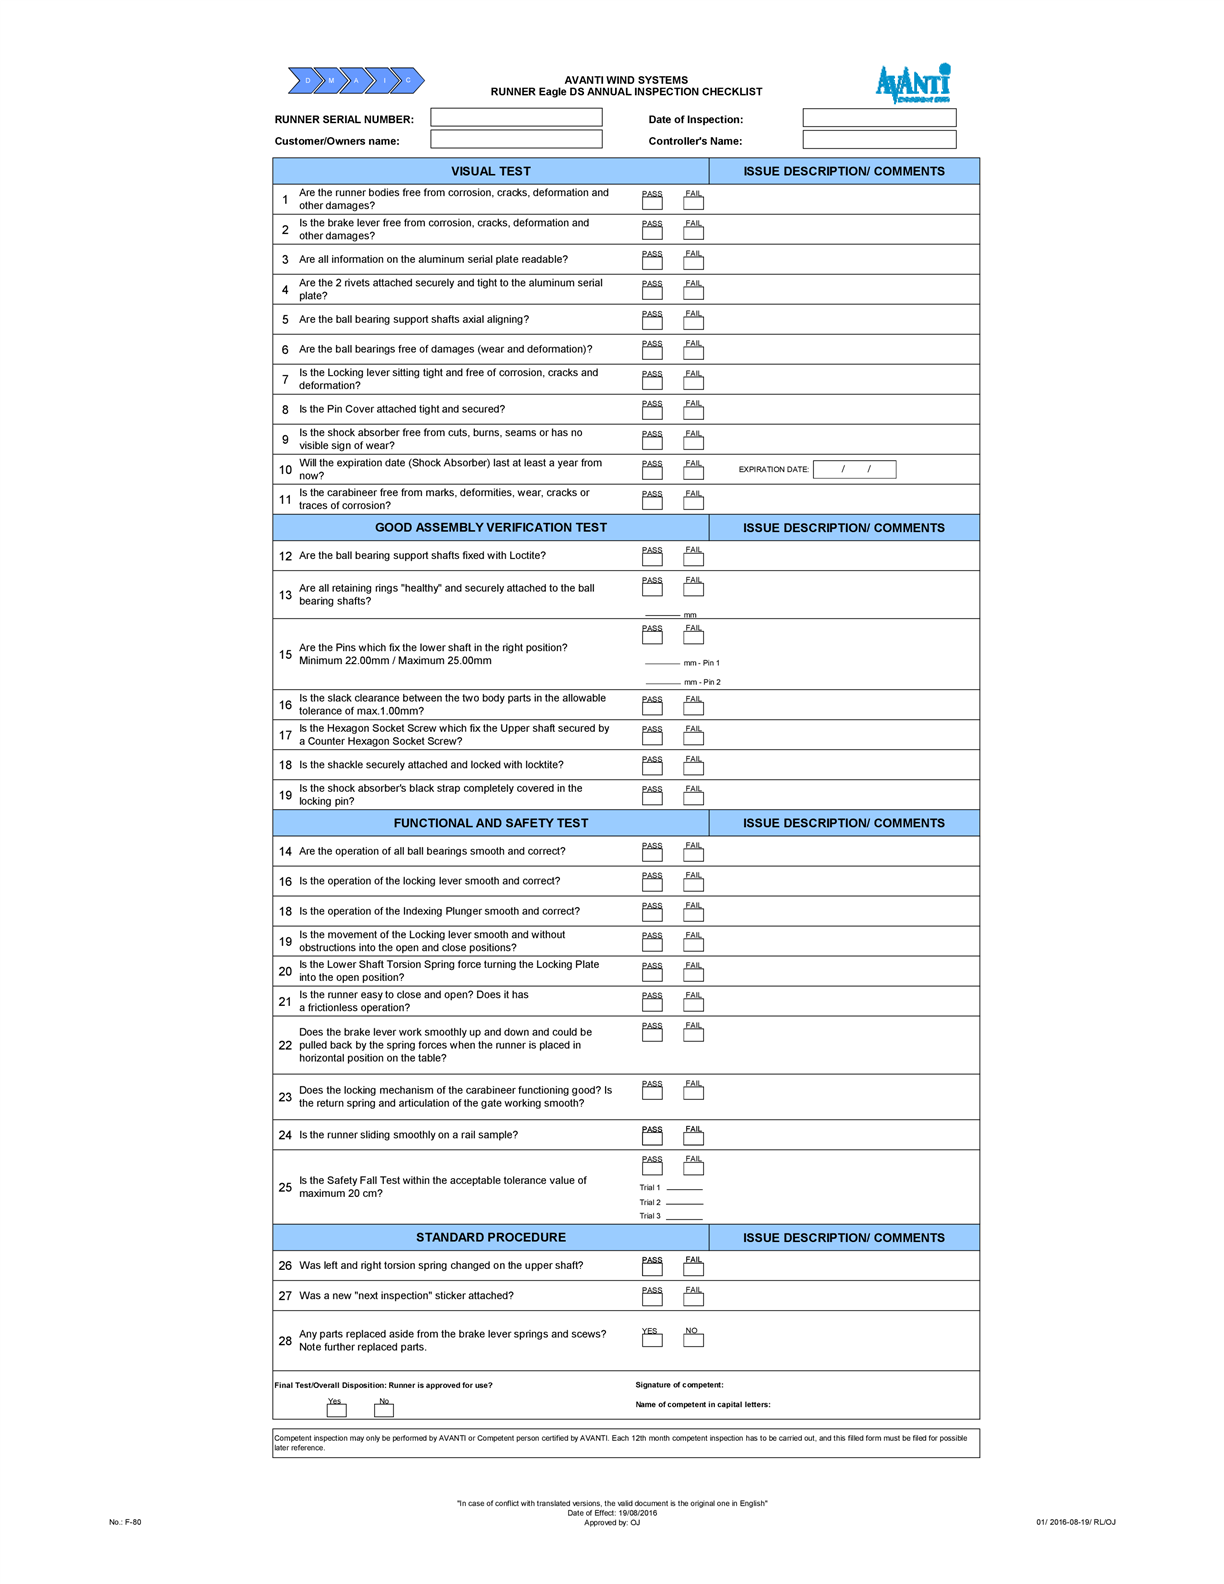 D M A I C
AVANTI WIND SYSTEMS
RUNNER Eagle DS ANNUAL INSPECTION CHECKLIST
AVANTI
RUNNER SERIAL NUMBER:
Date of Inspection:
Customer/Owners name:
Controller's Name:
VISUAL TEST ISSUE DESCRIPTION/ COMMENTS
1 Are the runner bodies free from corrosion, cracks, deformation and
other damages?
PASS FAIL
2 Is the brake lever free from corrosion, cracks, deformation and
other damages?
PASS FAIL
3 Are all information on the aluminum serial plate readable?
PASS FAIL
4 Are the 2 rivets attached securely and tight to the aluminum serial
plate?
PASS FAIL
5 Are the ball bearing support shafts axial aligning?
PASS FAIL
6 Are the ball bearings free of damages (wear and deformation)?
PASS FAIL
7 Is the Locking lever sitting tight and free of corrosion, cracks and
deformation?
PASS FAIL
8 Is the Pin Cover attached tight and secured?
PASS FAIL
9 Is the shock absorber free from cuts, burns, seams or has no
visible sign of wear?
PASS FAIL
10 Will the expiration date (Shock Absorber) last at least a year from
now?
PASS FAIL
EXPIRATION DATE: / /
11 Is the carabineer free from marks, deformities, wear, cracks or
traces of corrosion?
PASS FAIL
GOOD ASSEMBLY VERIFICATION TEST ISSUE DESCRIPTION/ COMMENTS
12 Are the ball bearing support shafts fixed with Loctite?
PASS FAIL
13 Are all retaining rings "healthy" and securely attached to the ball
bearing shafts?
PASS FAIL
______ mm
15 Are the Pins which fix the lower shaft in the right position?
Minimum 22.00mm / Maximum 25.00mm
PASS FAIL
______ mm - Pin 1
______ mm - Pin 2
16 Is the slack clearance between the two body parts in the allowable
tolerance of max.1.00mm?
PASS FAIL
17 Is the Hexagon Socket Screw which fix the Upper shaft secured by
a Counter Hexagon Socket Screw?
PASS FAIL
18 Is the shackle securely attached and locked with locktite?
PASS FAIL
19 Is the shock absorber's black strap completely covered in the
locking pin?
PASS FAIL
FUNCTIONAL AND SAFETY TEST ISSUE DESCRIPTION/ COMMENTS
14 Are the operation of all ball bearings smooth and correct?
PASS FAIL
16 Is the operation of the locking lever smooth and correct?
PASS FAIL
18 Is the operation of the Indexing Plunger smooth and correct?
PASS FAIL
19 Is the movement of the Locking lever smooth and without
obstructions into the open and close positions?
PASS FAIL
20 Is the Lower Shaft Torsion Spring force turning the Locking Plate
into the open position?
PASS FAIL
21 Is the runner easy to close and open? Does it has
a frictionless operation?
PASS FAIL
22 Does the brake lever work smoothly up and down and could be
pulled back by the spring forces when the runner is placed in
horizontal position on the table?
PASS FAIL
23 Does the locking mechanism of the carabineer functioning good? Is
the return spring and articulation of the gate working smooth?
PASS FAIL
24 Is the runner sliding smoothly on a rail sample?
PASS FAIL
25 Is the Safety Fall Test within the acceptable tolerance value of
maximum 20 cm?
PASS FAIL
Trial 1 ______
Trial 2 ______
Trial 3 ______
STANDARD PROCEDURE ISSUE DESCRIPTION/ COMMENTS
26 Was left and right torsion spring changed on the upper shaft?
PASS FAIL
27 Was a new "next inspection" sticker attached?
PASS FAIL
28 Any parts replaced aside from the brake lever springs and scews?
Note further replaced parts.
YES NO
Final Test/Overall Disposition: Runner is approved for use?
Yes No
Signature of competent:
Name of competent in capital letters:
Competent inspection may only be performed by AVANTI or Competent person certified by AVANTI. Each 12th month competent inspection has to be carried out, and this filled form must be filed for possible
later reference.
"In case of conflict with translated versions, the valid document is the original one in English"
Date of Effect: 19/08/2016
Approved by: OJ
No.: F-80
01/ 2016-08-19/ RL/OJ